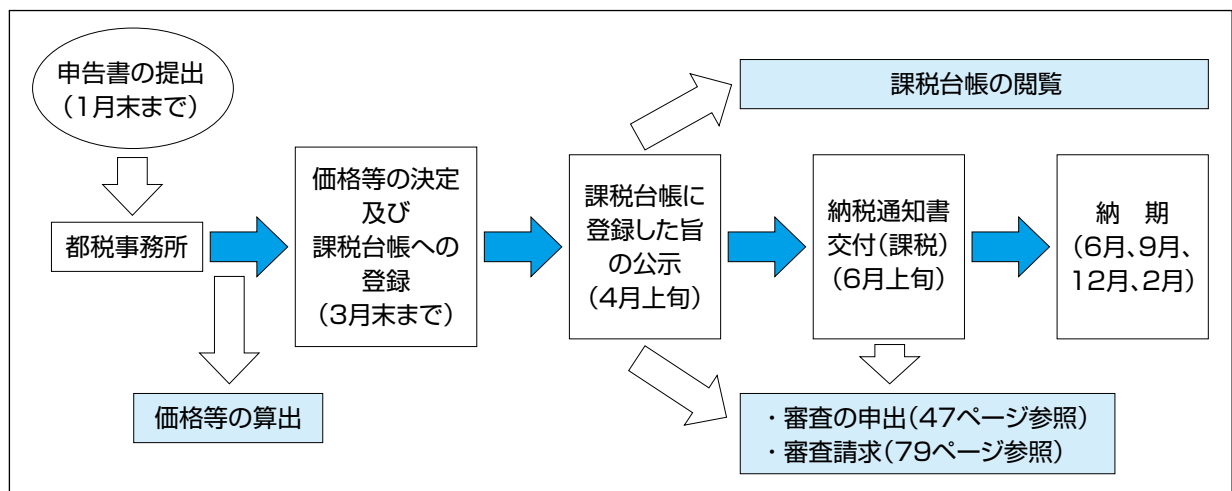 申告書の提出
(1月末まで)
都税事務所
価格等の算出
価格等の決定
及び
課税台帳への
登録
(3月末まで)
課税台帳に
登録した旨
の公示
(4月上旬)
課税台帳の閲覧
納税通知書
交付(課税)
(6月上旬)
納 期
(6月、9月、
12月、2月)
・審査の申出(47ページ参照)
・審査請求(79ページ参照)